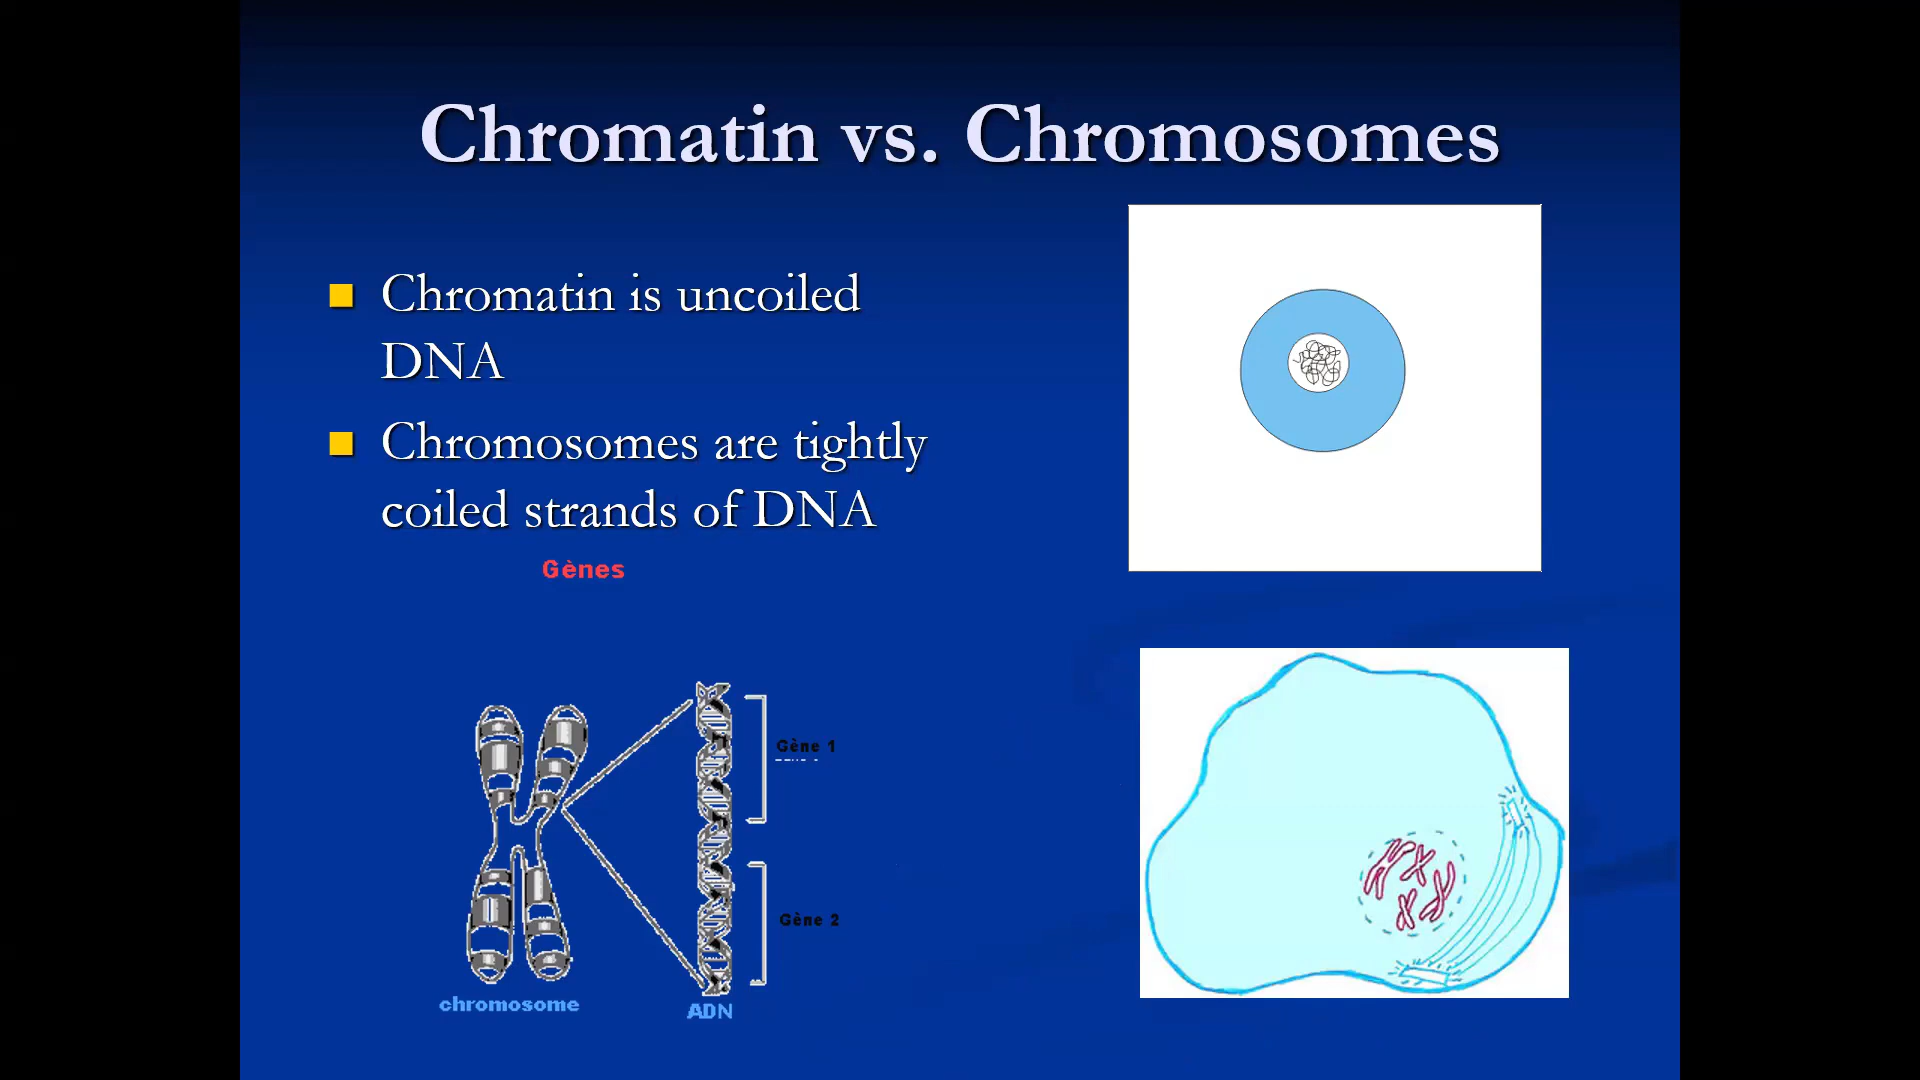 Chromatin vs. Chromosomes
Chromatin is uncoiled
DNA
Chromosomes are tightly
coiled strands of DNA
Gènes
Gène 1
Gène 2
chromosome
ADN